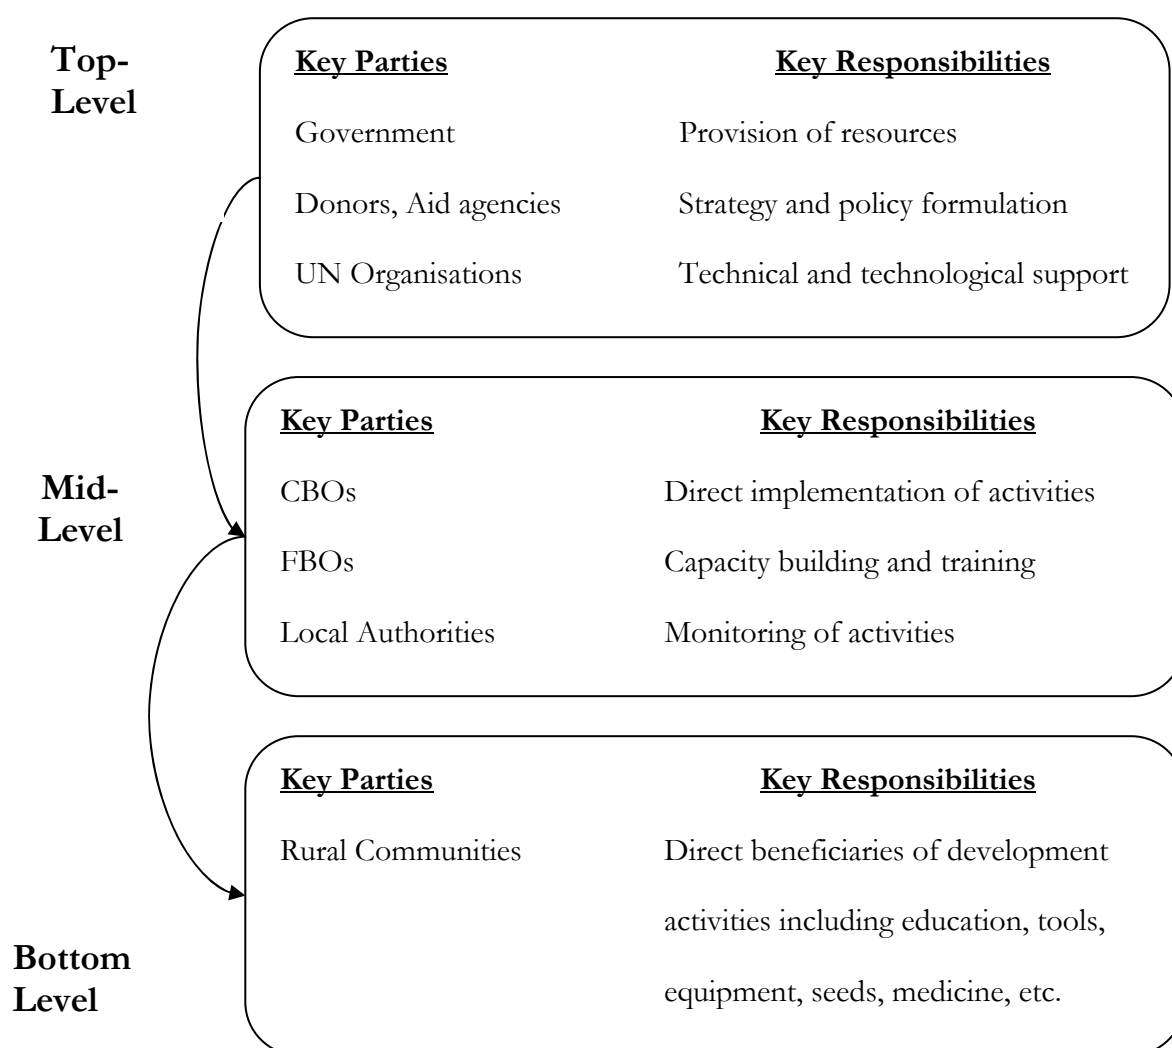 Top-
Level
Key Parties Key Responsibilities
Government Provision of resources
Donors, Aid agencies Strategy and policy formulation
UN Organisations Technical and technological support
Mid-
Level
Key Parties Key Responsibilities
CBOs Direct implementation of activities
FBOs Capacity building and training
Local Authorities Monitoring of activities
Bottom
Level
Key Parties Key Responsibilities
Rural Communities Direct beneficiaries of development
activities including education, tools,
equipment, seeds, medicine, etc.